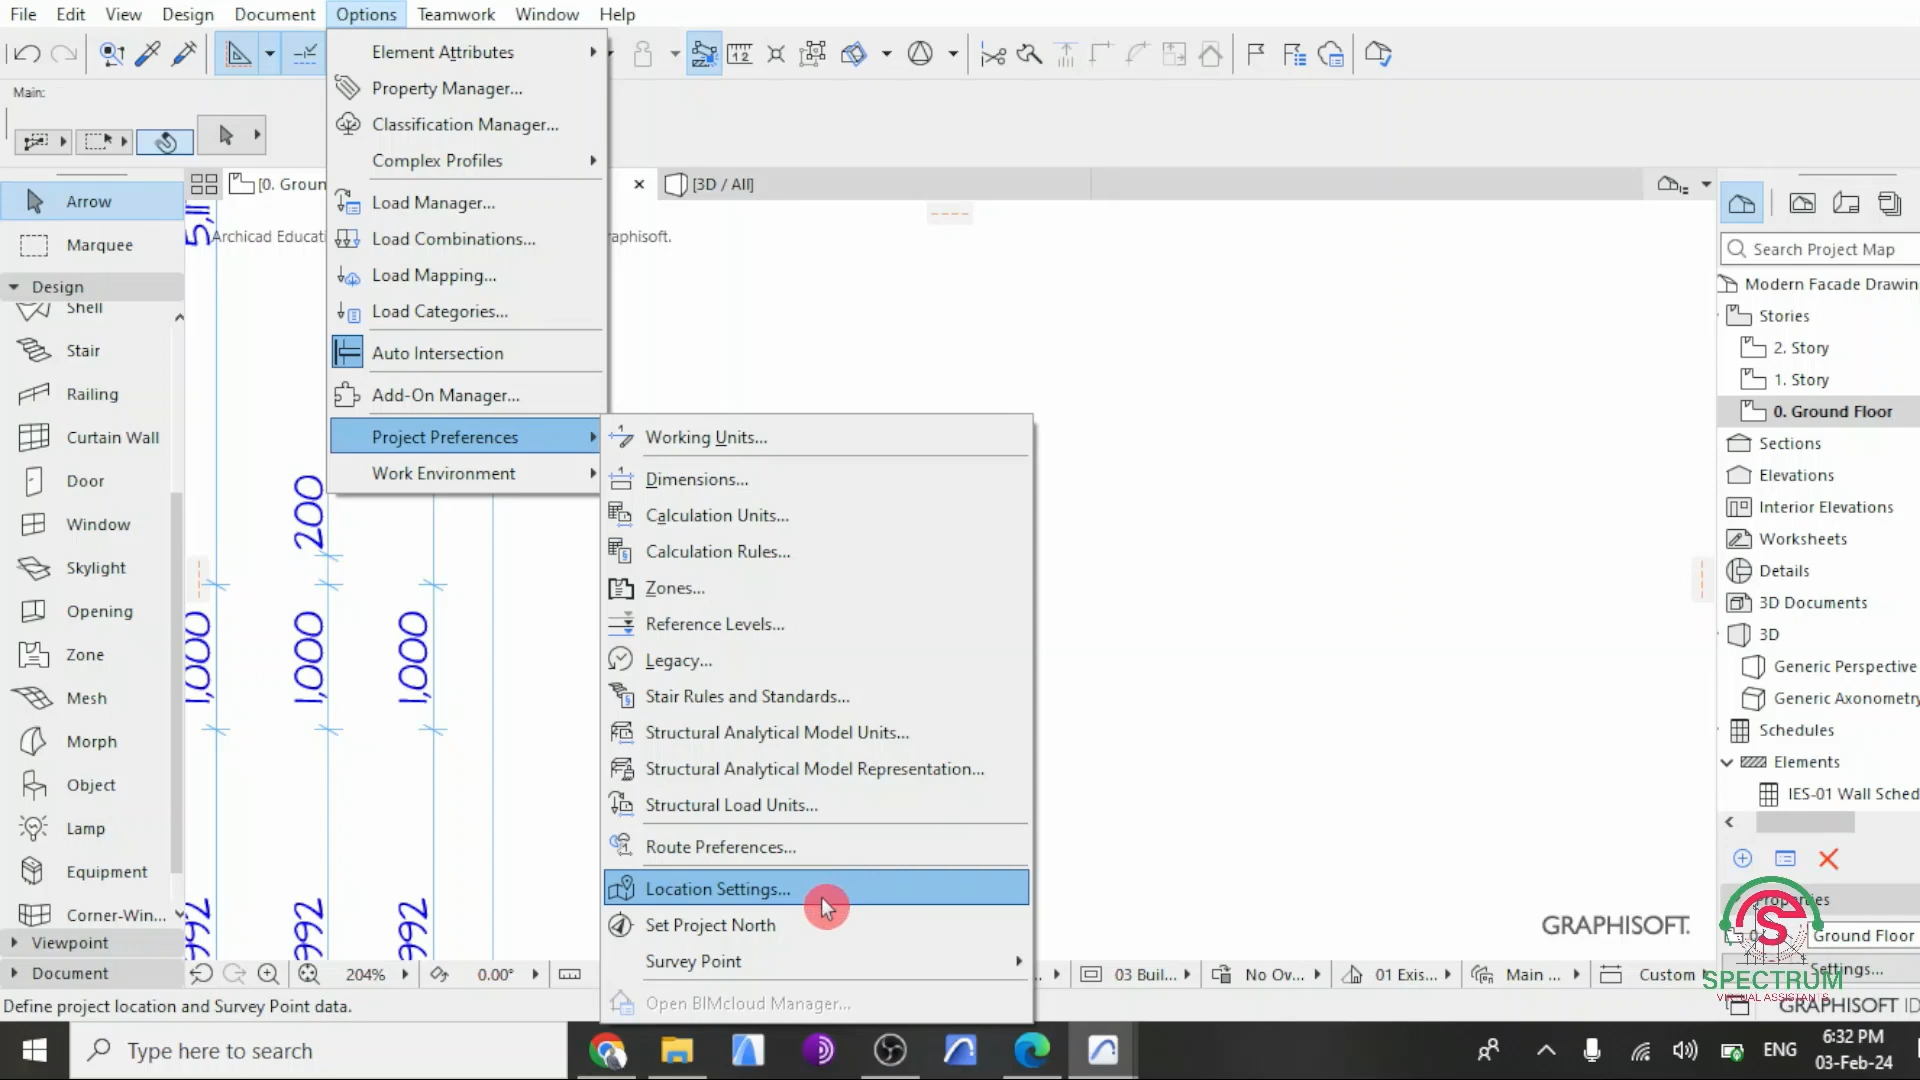 File Edit View Design Document Options Teamwork Window Help
Main:
Element Attributes
Property Manager...
Classification Manager...
Complex Profiles
Load Manager...
Load Combinations...
Load Mapping...
Load Categories...
Auto Intersection
Add-On Manager...
Project Preferences
Work Environment
Working Units...
Dimensions...
Calculation Units...
Calculation Rules...
Zones...
Reference Levels...
Legacy...
Stair Rules and Standards...
Structural Analytical Model Units...
Structural Analytical Model Representation...
Structural Load Units...
Route Preferences...
Location Settings...
Set Project North
Survey Point
Open BIMcloud Manager...
Arrow
Marquee
Design
Shell
Stair
Railing
Curtain Wall
Door
Window
Skylight
Opening
Zone
Mesh
Morph
Object
Lamp
Equipment
Corner-Win...
Viewpoint
Document
[0. Groun
[3D / All]
Archicad Educati
aphisoft.
5,11
200
1,000
1,000
1,000
992
992
992
Search Project Map
Modern Facade Drawin
Stories
2. Story
1. Story
0. Ground Floor
Sections
Elevations
Interior Elevations
Worksheets
Details
3D Documents
3D
Generic Perspective
Generic Axonometry
Schedules
Elements
IES-01 Wall Sched
Properties
Ground Floor
Settings...
GRAPHISOFT.
S
SPECTRUM
VIRTUAL ASSISTANTS
GRAPHISOFT ID
204% 0.00° ... 03 Buil... No Ov... 01 Exis... Main ... Custom
Define project location and Survey Point data.
Type here to search
ENG
6:32 PM
03-Feb-24